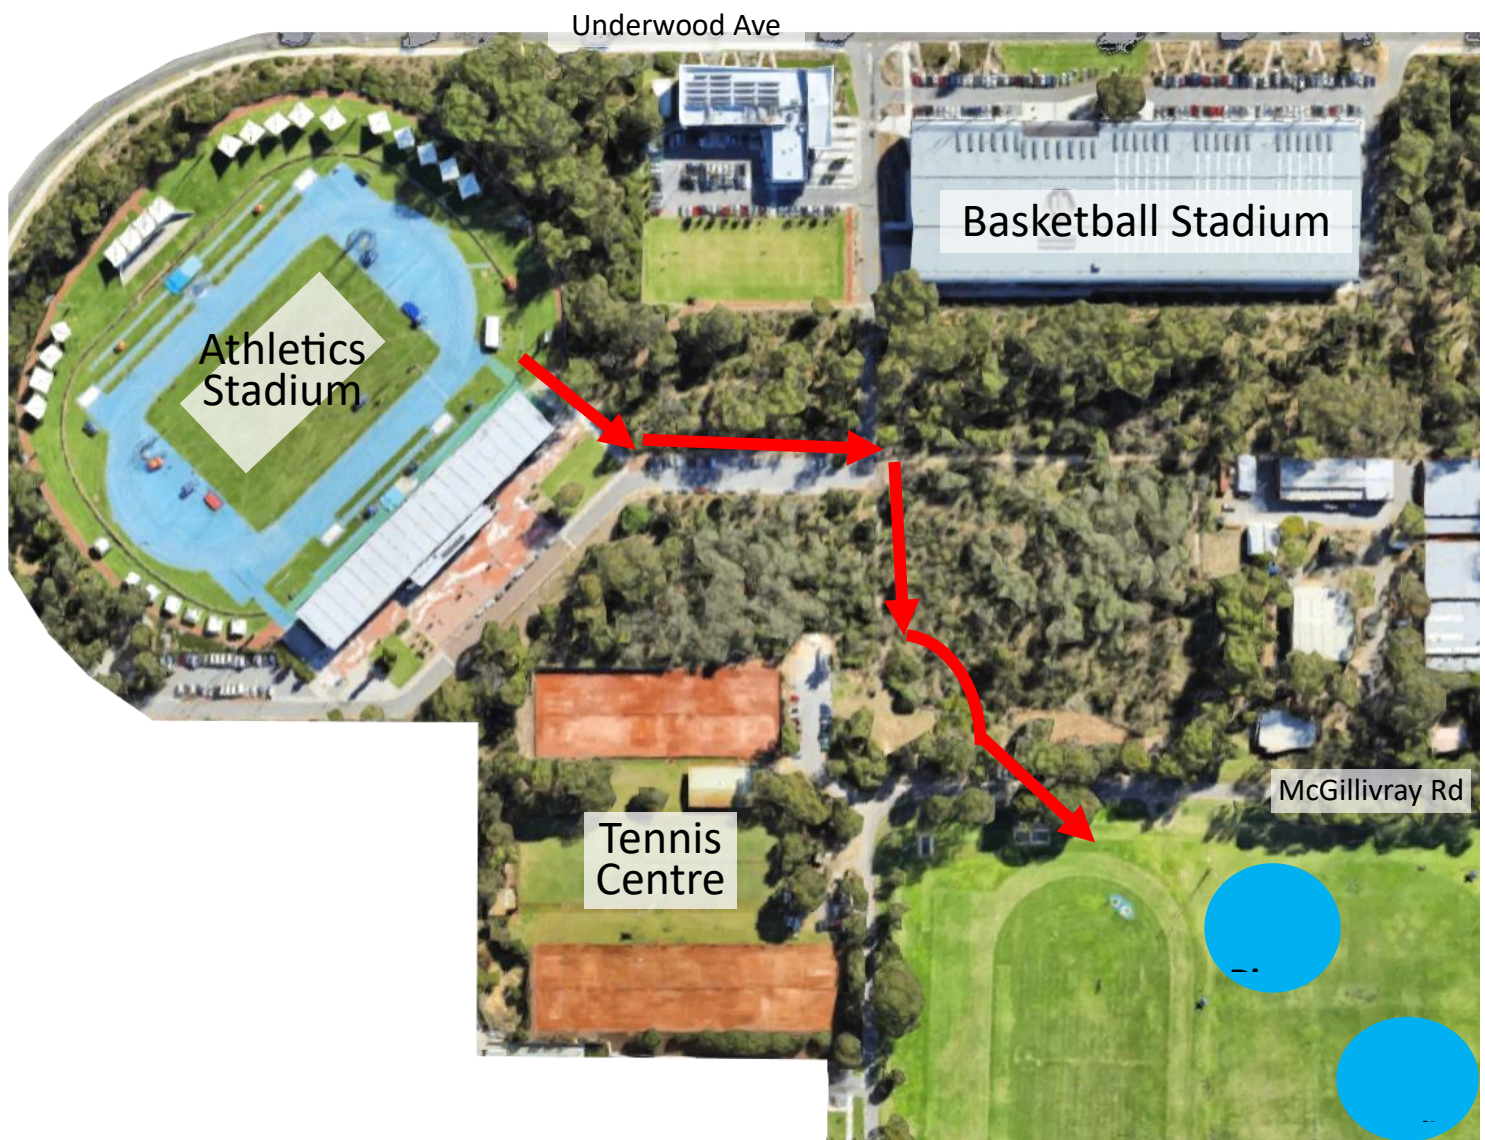 Underwood Ave
Basketball Stadium
Athletics
Stadium
McGillivray Rd
Tennis
Centre